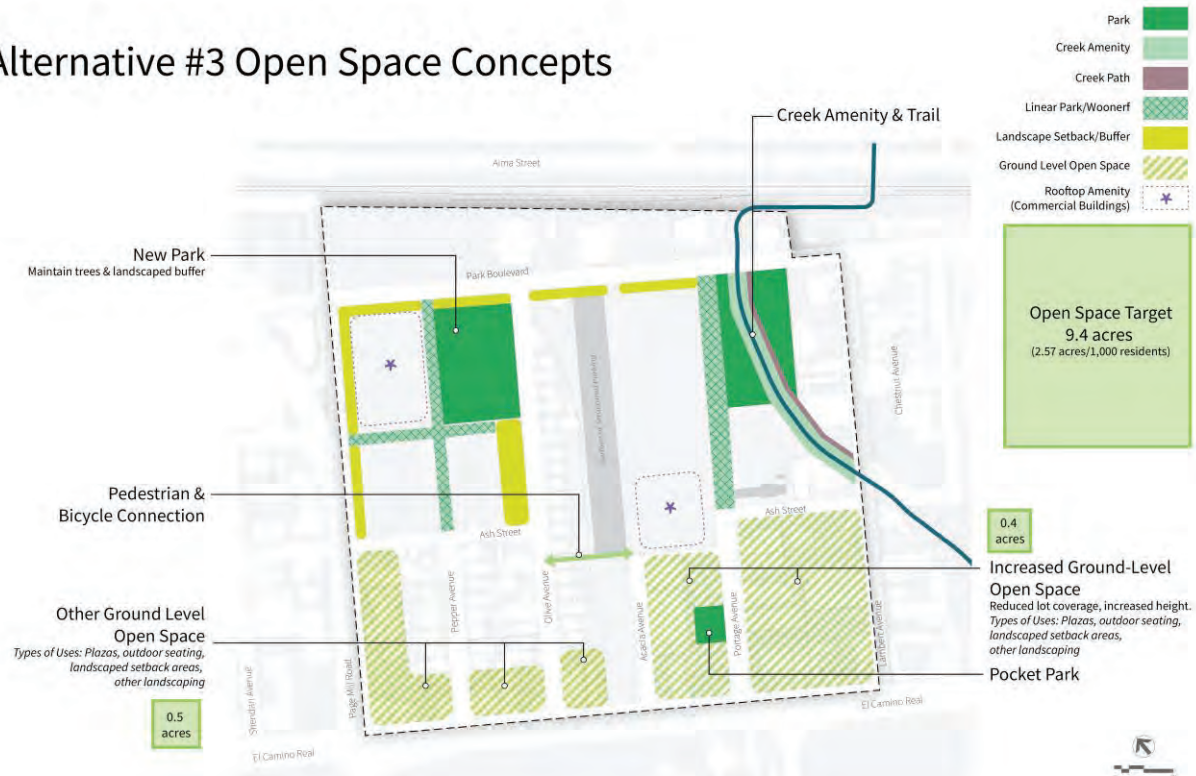 Alternative #3 Open Space Concepts
Park
Creek Amenity
Creek Path
Linear Park/Woonerf
Landscape Setback/Buffer
Ground Level Open Space
Rooftop Amenity
(Commercial Buildings)
Open Space Target
9.4 acres
(2.57 acres/1,000 residents)
Creek Amenity & Trail
Alma Street
New Park
Maintain trees & landscaped buffer
Park Boulevard
Chestnut Avenue
Pedestrian &
Bicycle Connection
Ash Street
Ash Street
0.4
acres
Increased Ground-Level
Open Space
Reduced lot coverage, increased height.
Types of Uses: Plazas, outdoor seating,
landscaped setback areas,
other landscaping
Pocket Park
Other Ground Level
Open Space
Types of Uses: Plazas, outdoor seating,
landscaped setback areas,
other landscaping
0.5
acres
Sheridan Avenue
Page Mill Road
Pepper Avenue
Olive Avenue
Acacia Avenue
Portage Avenue
Lambert Avenue
El Camino Real
El Camino Real